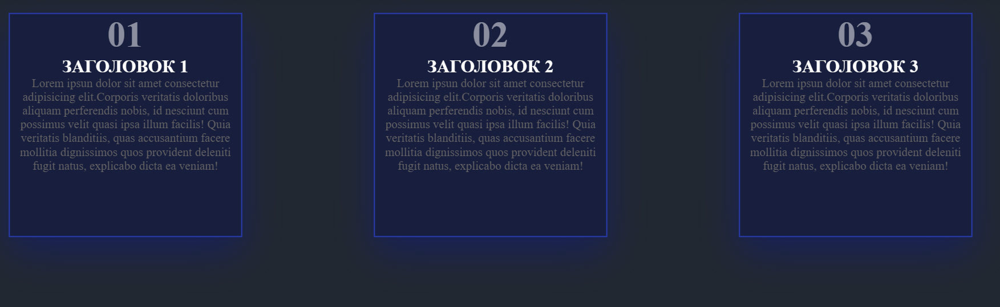 01
ЗАГОЛОВОК 1
Lorem ipsun dolor sit amet consectetur
adipisicing elit.Corporis veritatis doloribus
aliquam perferendis nobis, id nesciunt cum
possimus velit quasi ipsa illum facilis! Quia
veritatis blanditiis, quas accusantium facere
mollitia dignissimos quos provident deleniti
fugit natus, explicabo dicta ea veniam!
02
ЗАГОЛОВОК 2
Lorem ipsun dolor sit amet consectetur
adipisicing elit.Corporis veritatis doloribus
aliquam perferendis nobis, id nesciunt cum
possimus velit quasi ipsa illum facilis! Quia
veritatis blanditiis, quas accusantium facere
mollitia dignissimos quos provident deleniti
fugit natus, explicabo dicta ea veniam!
03
ЗАГОЛОВОК 3
Lorem ipsun dolor sit amet consectetur
adipisicing elit.Corporis veritatis doloribus
aliquam perferendis nobis, id nesciunt cum
possimus velit quasi ipsa illum facilis! Quia
veritatis blanditiis, quas accusantium facere
mollitia dignissimos quos provident deleniti
fugit natus, explicabo dicta ea veniam!